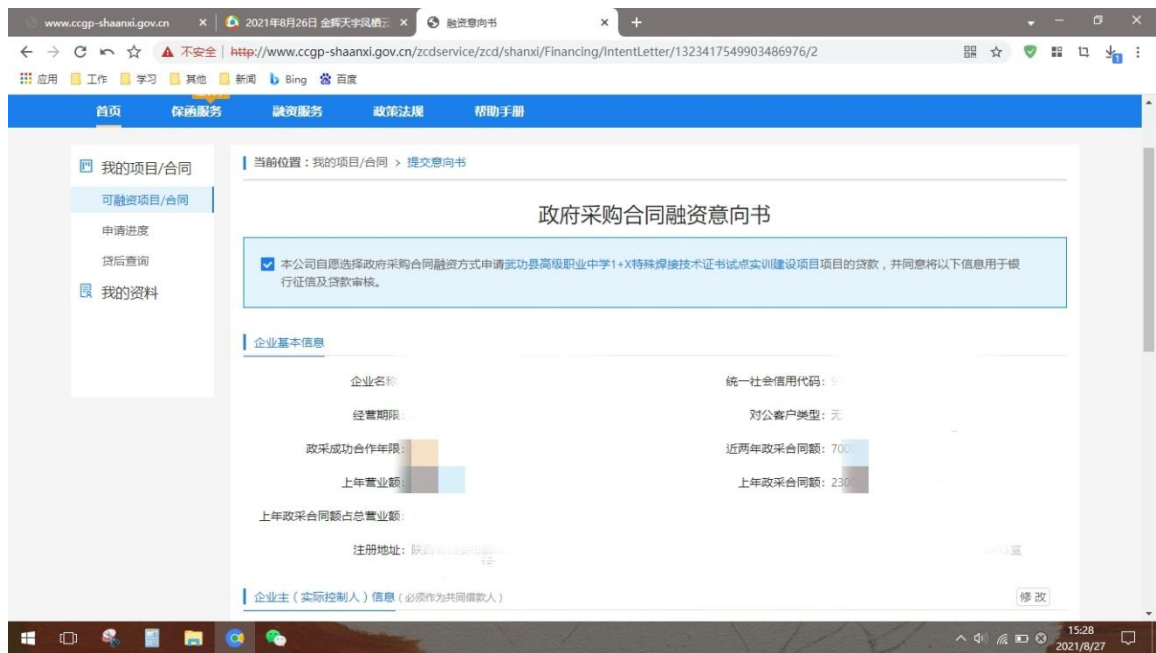 www.ccgp-shaanxi.gov.cn
2021年8月26日 金辉天宇凤栖云
融资意向书
不安全 http://www.ccgp-shaanxi.gov.cn/zcdservice/zcd/shanxi/Financing/IntentLetter/1323417549903486976/2
应用 工作 学习 其他 新闻 Bing 百度
首页 保函服务 融资服务 政策法规 帮助手册
我的项目/合同
可融资项目/合同
申请进度
贷后查询
我的资料
当前位置：我的项目/合同 > 提交意向书
政府采购合同融资意向书
本公司自愿选择政府采购合同融资方式申请武功县高级职业中学1+X特殊焊接技术证书试点实训建设项目项目的贷款，并同意将以下信息用于银
行征信及贷款审核。
企业基本信息
企业名称 统一社会信用代码: 9
经营期限: 对公客户类型: 无
政采成功合作年限: 近两年政采合同额: 700
上年营业额: 上年政采合同额: 230
上年政采合同额占总营业额:
注册地址: 陕 室
企业主（实际控制人）信息（必须作为共同借款人） 修改
15:28
2021/8/27